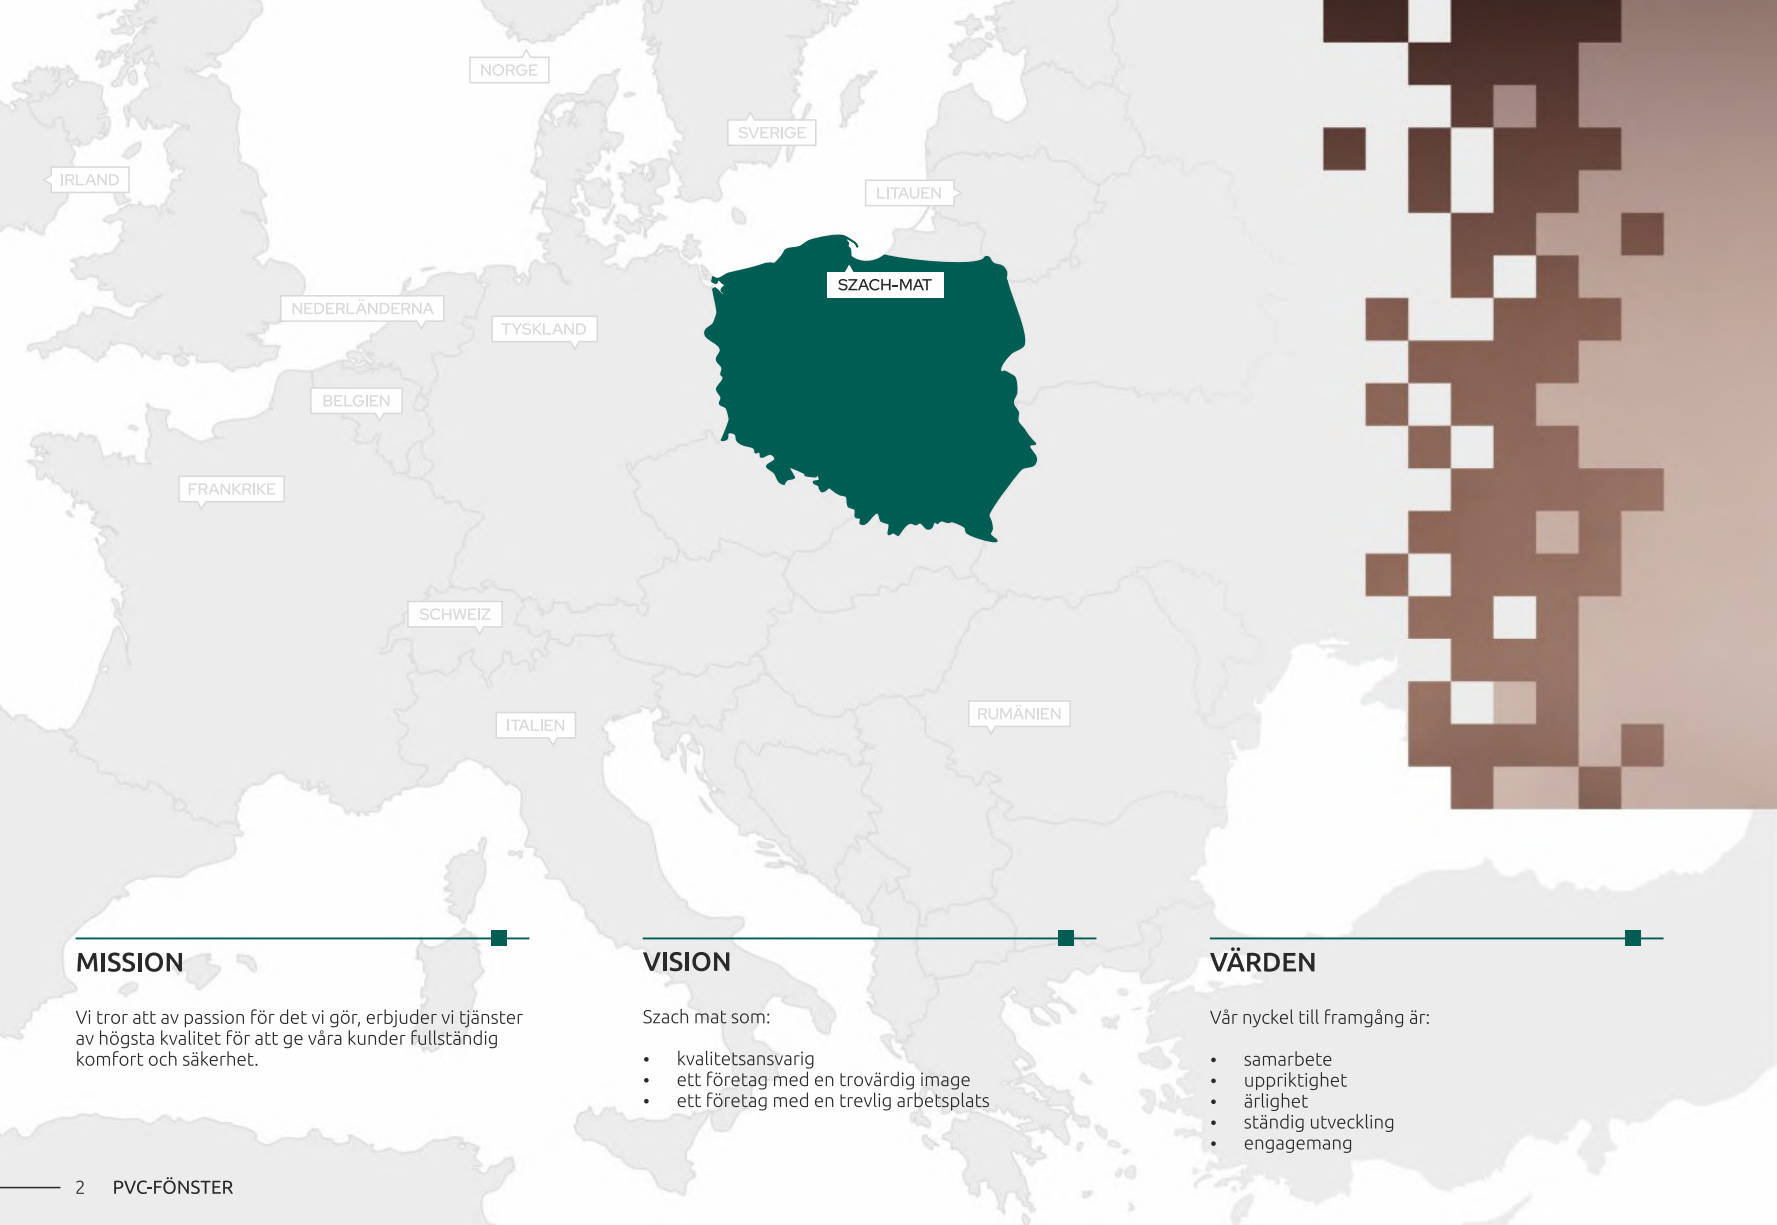 NORGE
SVERIGE
IRLAND
LITAUEN
SZACH-MAT
NEDERLÄNDERNA
TYSKLAND
BELGIEN
FRANKRIKE
SCHWEIZ
ITALIEN
RUMÄNIEN
MISSION
Vi tror att av passion för det vi gör, erbjuder vi tjänster
av högsta kvalitet för att ge våra kunder fullständig
komfort och säkerhet.
VISION
Szach mat som:
• kvalitetsansvarig
• ett företag med en trovärdig image
• ett företag med en trevlig arbetsplats
VÄRDEN
Vår nyckel till framgång är:
• samarbete
• uppriktighet
• ärlighet
• ständig utveckling
• engagemang
2 PVC-FÖNSTER